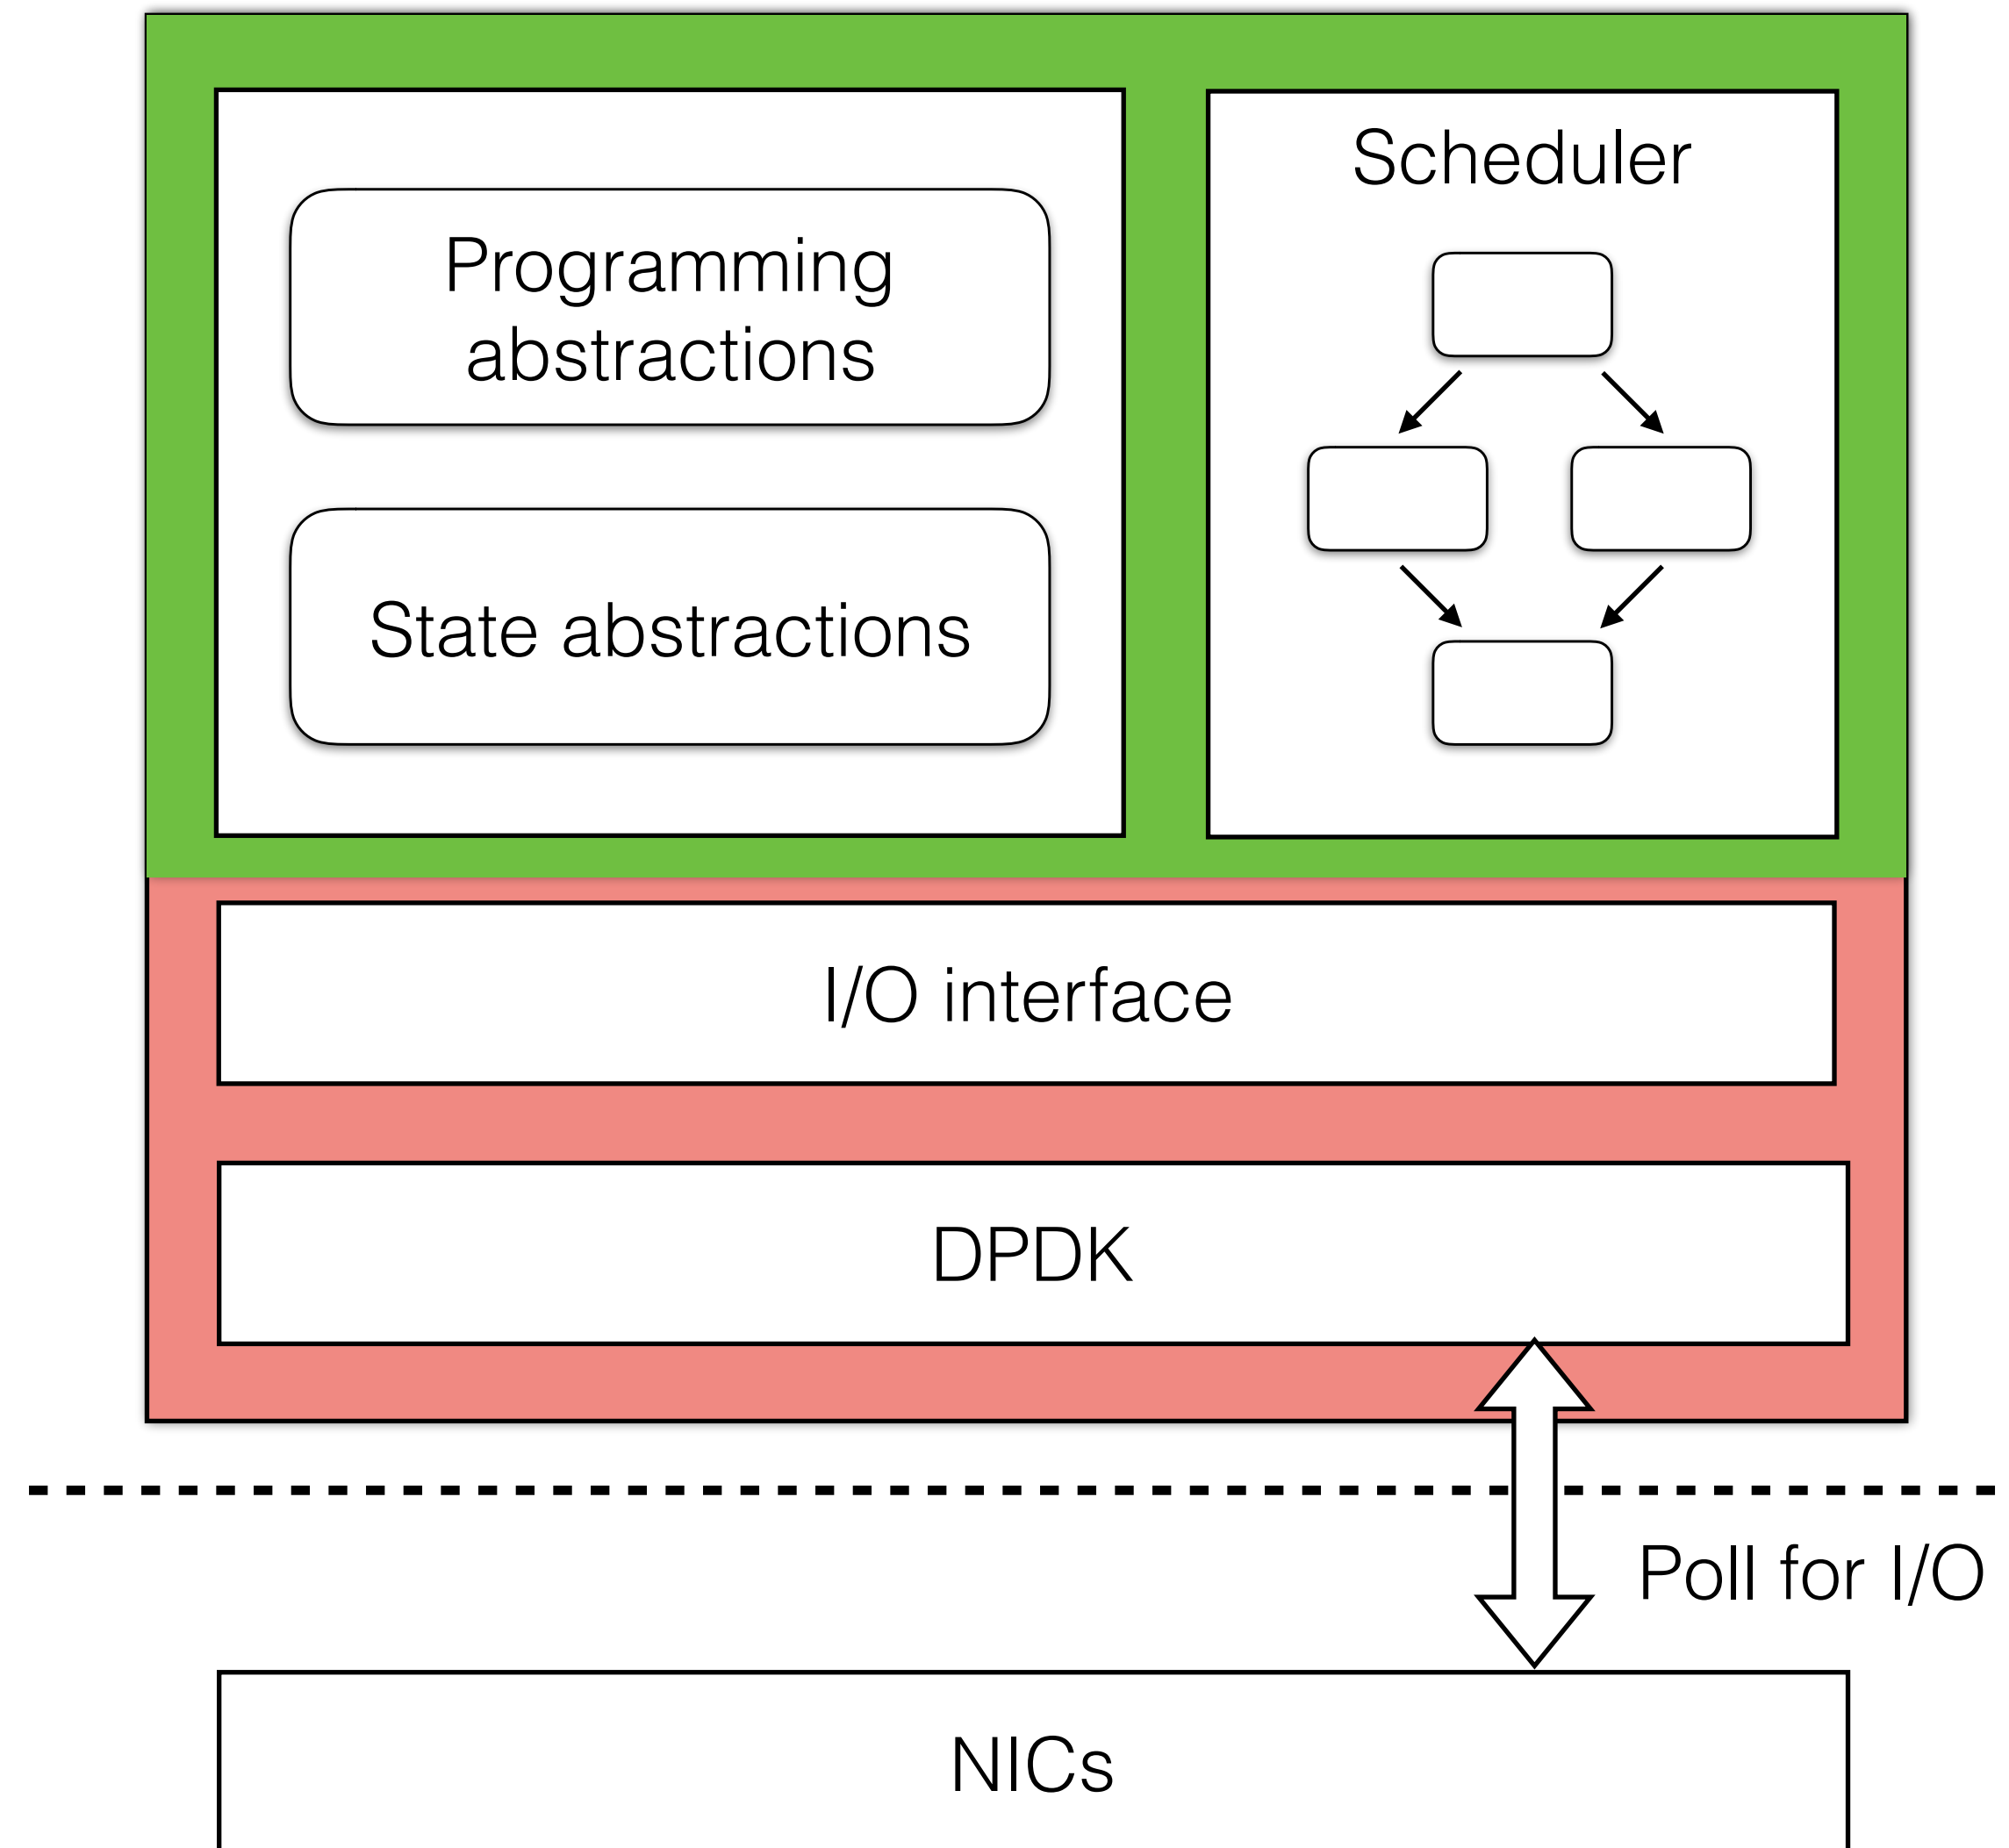 Programming
abstractions
State abstractions
Scheduler
I/O interface
DPDK
Poll for I/O
NICs